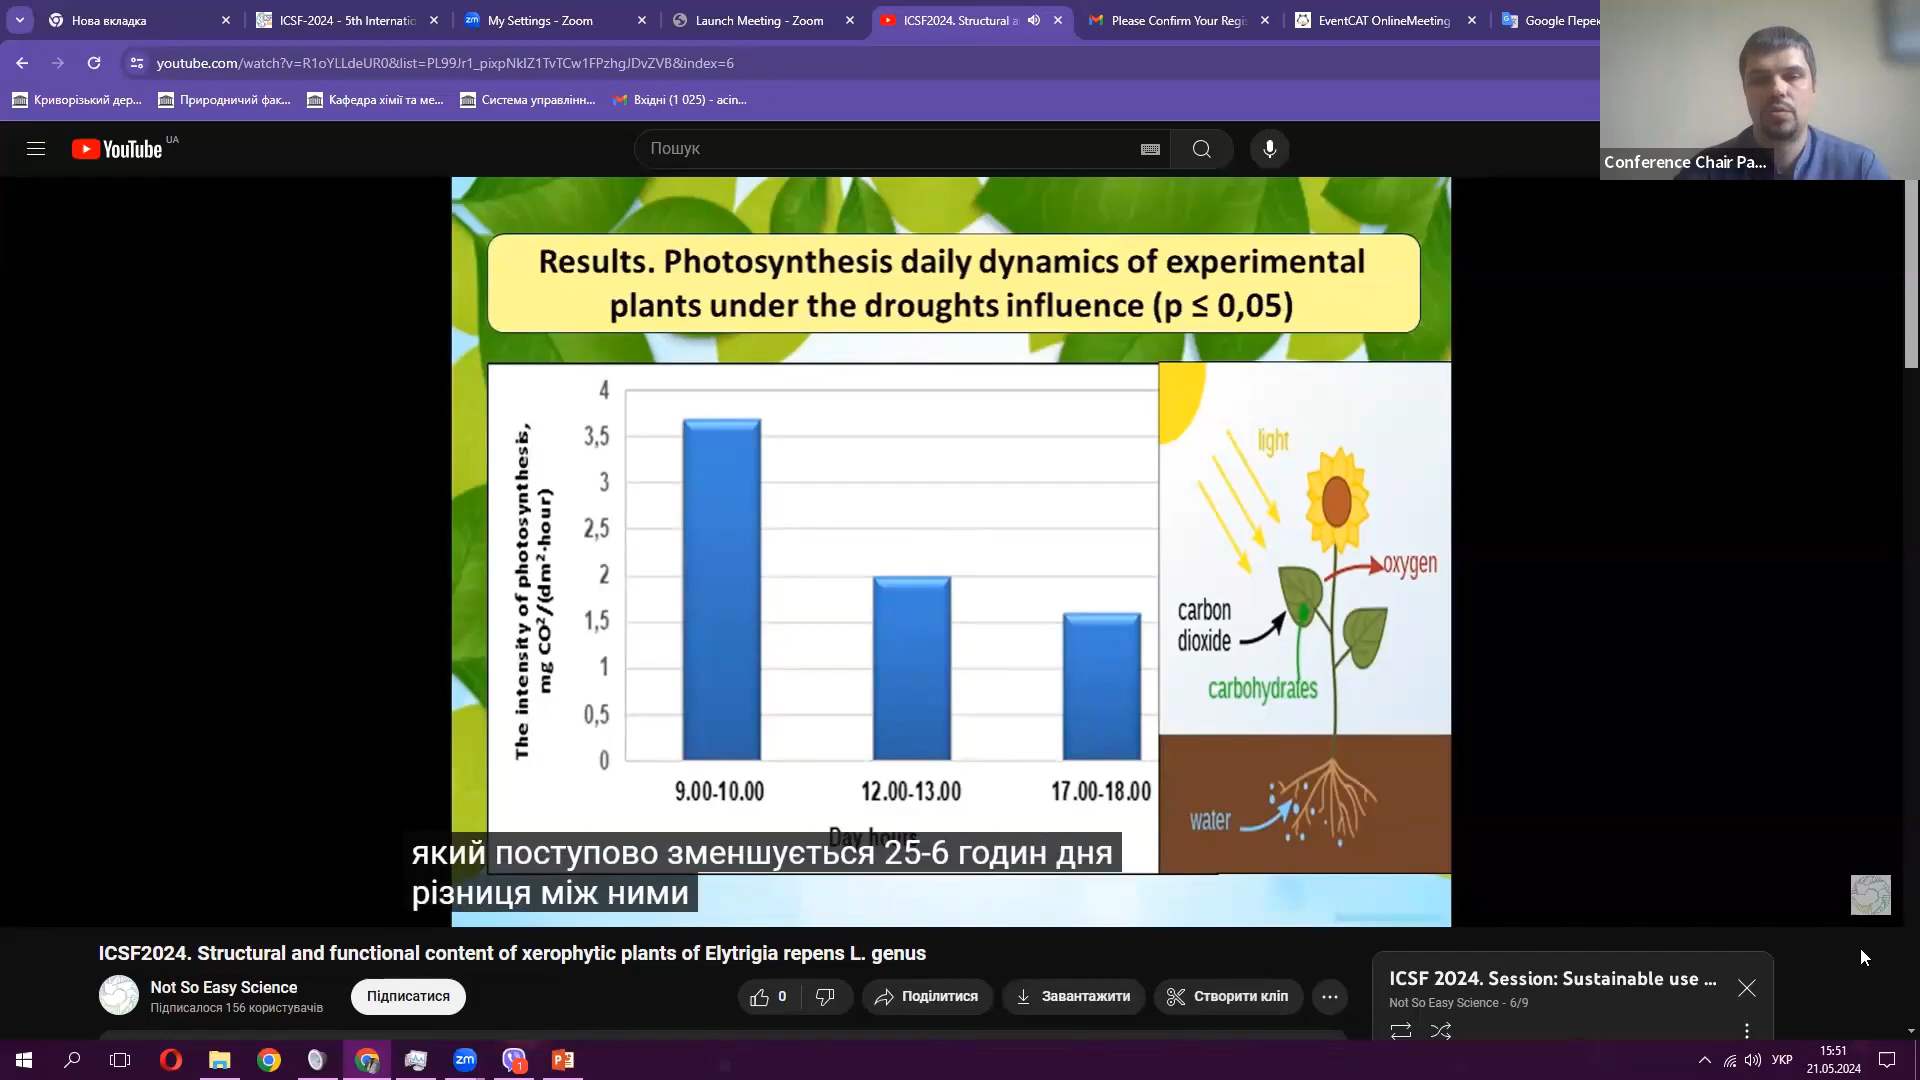 Нова вкладка
ICSF-2024 - 5th Internatio
My Settings - Zoom
Launch Meeting - Zoom
ICSF2024. Structural a
Please Confirm Your Regi
EventCAT OnlineMeeting
Google Перек
youtube.com/watch?v=R1oYLLdeUR0&list=PL99Jr1_pixpNkIZ1TvTCw1FPzhgJDvZVB&index=6
Криворізький дер...
Природничий фак...
Кафедра хімії та ме...
Система управлінн...
Вхідні (1 025) - acin...
Conference Chair Pa...
YouTube UA
Пошук
Results. Photosynthesis daily dynamics of experimental
plants under the droughts influence (p ≤ 0,05)
The intensity of photosynthesis,
mg CO²/(dm²·hour)
4
3,5
3
2,5
2
1,5
1
0,5
0
9.00-10.00
12.00-13.00
17.00-18.00
Day hours
light
oxygen
carbon
dioxide
carbohydrates
water
який поступово зменшується 25-6 годин дня
різниця між ними
ICSF2024. Structural and functional content of xerophytic plants of Elytrigia repens L. genus
Not So Easy Science
Підписалося 156 користувачів
Підписатися
0
Поділитися
Завантажити
Створити кліп
ICSF 2024. Session: Sustainable use ...
Not So Easy Science - 6/9
zm
1
УКР
15:51
21.05.2024